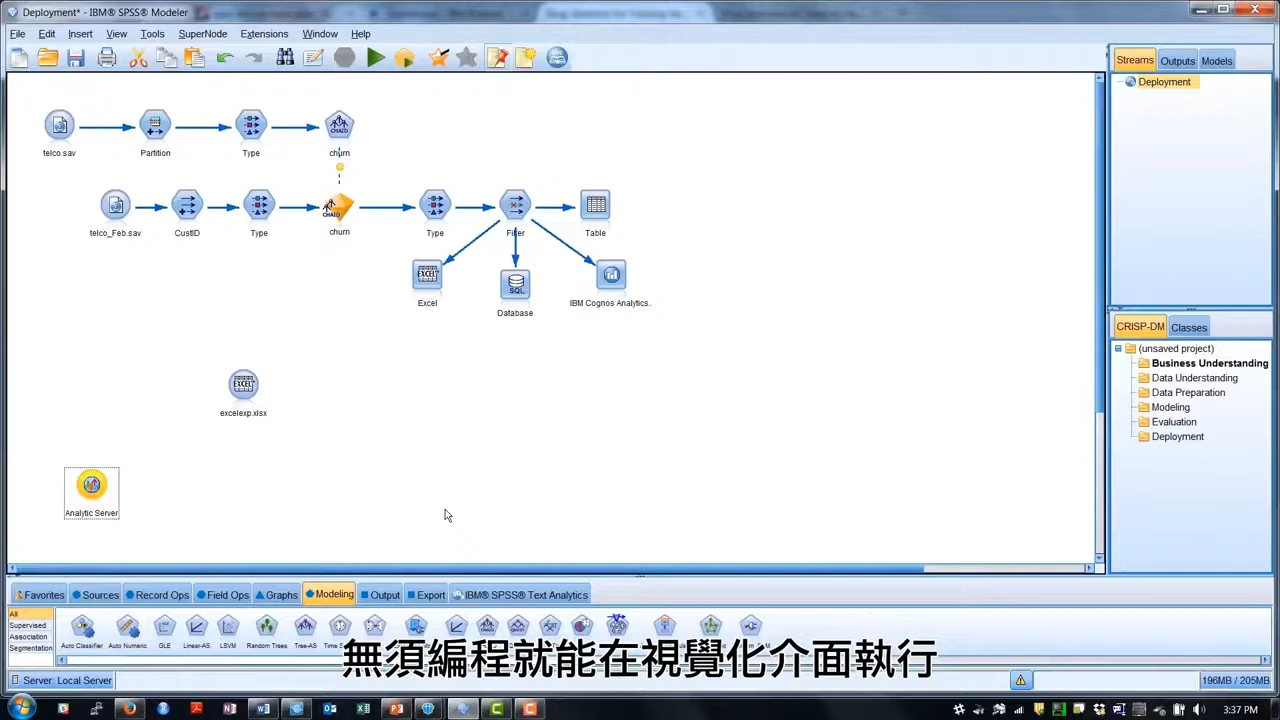 Deployment* - IBM® SPSS® Modeler
File Edit Insert View Tools SuperNode Extensions Window Help
Streams Outputs Models
Deployment
telco.sav Partition Type churn
CHAID
telco_Feb.sav CustID Type churn Type Filter Table
CHAID
EXCEL
SQL
Excel Database IBM Cognos Analytics..
EXCEL
excelexp.xlsx
Analytic Server
CRISP-DM Classes
(unsaved project)
Business Understanding
Data Understanding
Data Preparation
Modeling
Evaluation
Deployment
Favorites Sources Record Ops Field Ops Graphs Modeling Output Export IBM® SPSS® Text Analytics
All
Supervised
Association
Segmentation
Auto Classifier Auto Numeric GLE Linear-AS LSVM Random Trees Tree-AS
無須編程就能在視覺化介面執行
Server: Local Server
196MB / 205MB
3:37 PM